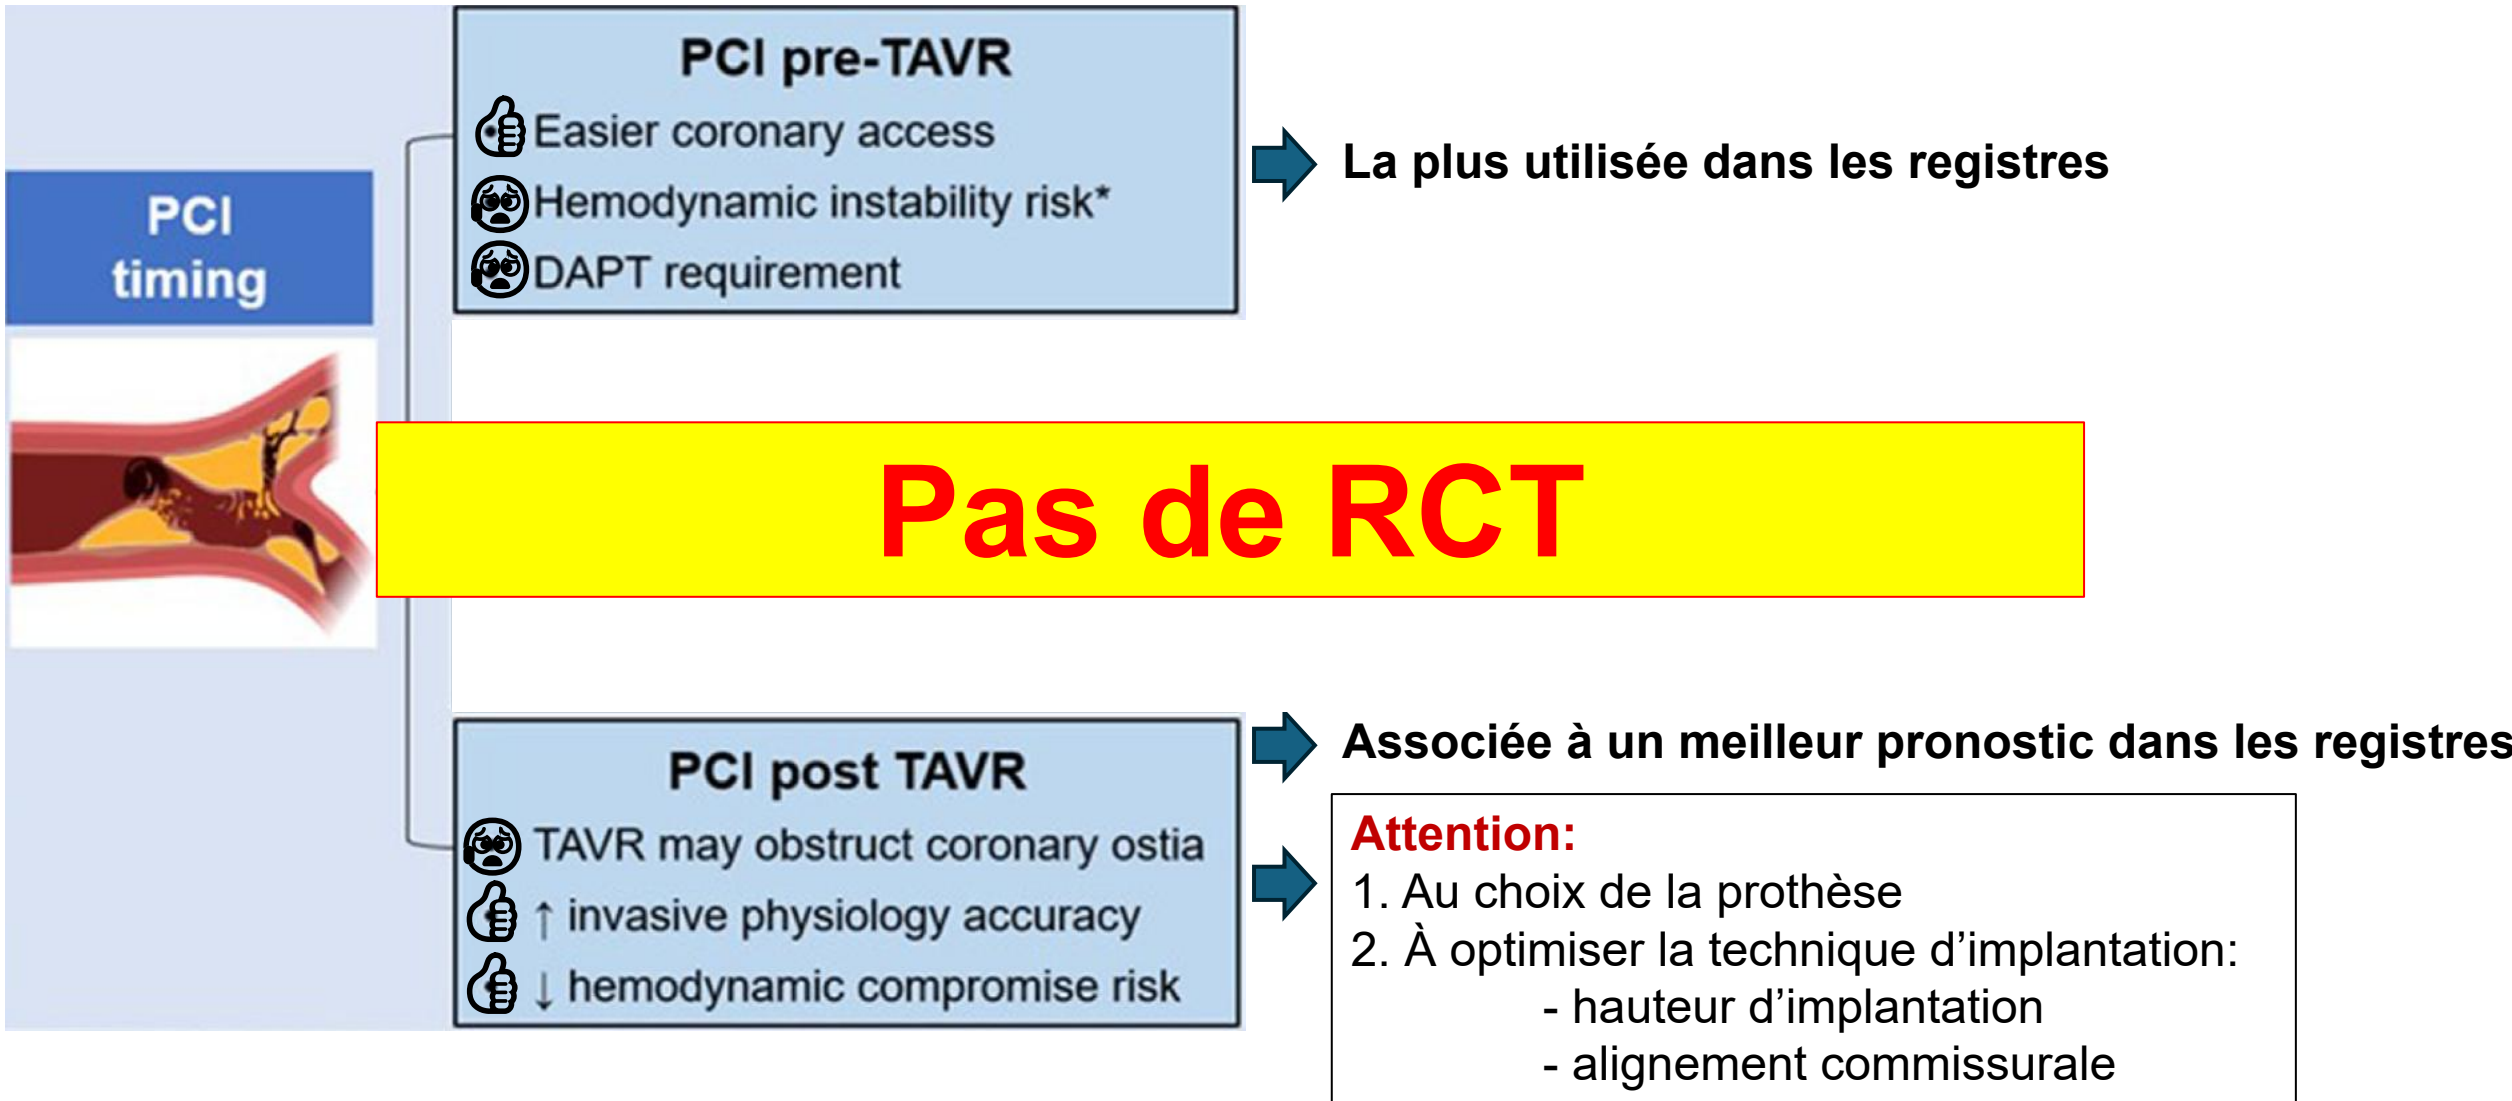 PCI pre-TAVR
Easier coronary access
Hemodynamic instability risk*
DAPT requirement
La plus utilisée dans les registres
PCI
timing
Pas de RCT
PCI post TAVR
TAVR may obstruct coronary ostia
↑ invasive physiology accuracy
↓ hemodynamic compromise risk
Associée à un meilleur pronostic dans les registres
Attention:
1. Au choix de la prothèse
2. À optimiser la technique d’implantation:
- hauteur d’implantation
- alignement commissurale